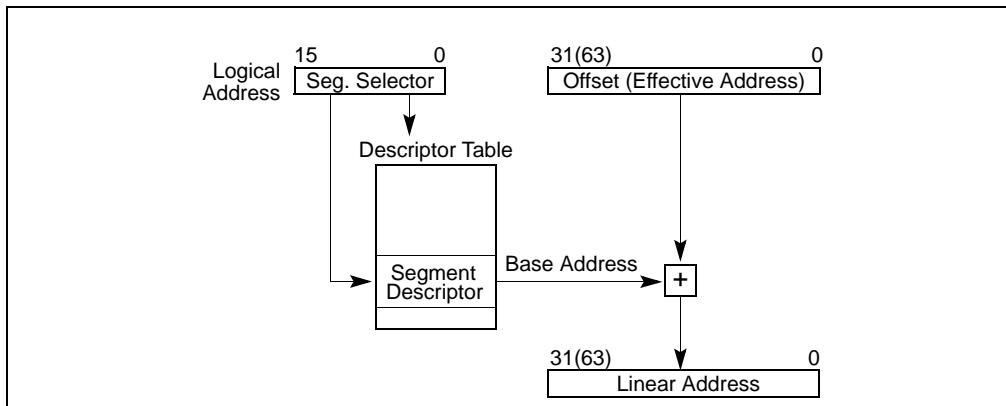 15 0 31(63) 0
Logical Address
Seg. Selector
Offset (Effective Address)
Descriptor Table
Base Address
+
Segment
Descriptor
31(63) 0
Linear Address